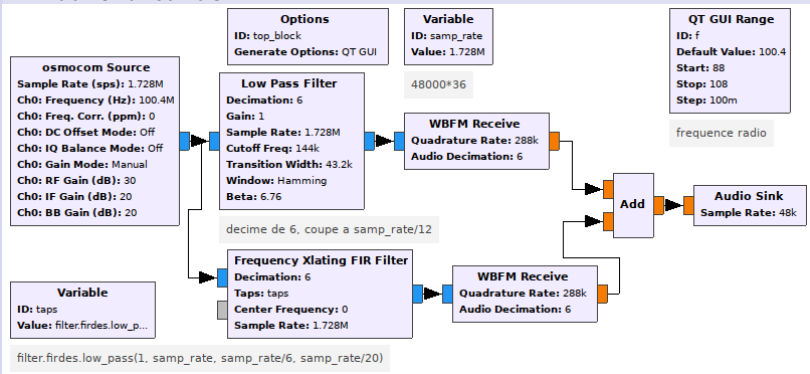 Options
ID: top_block
Generate Options: QT GUI
Variable
ID: samp_rate
Value: 1.728M
48000*36
QT GUI Range
ID: f
Default Value: 100.4
Start: 88
Stop: 108
Step: 100m
frequence radio
osmocom Source
Sample Rate (sps): 1.728M
Ch0: Frequency (Hz): 100.4M
Ch0: Freq. Corr. (ppm): 0
Ch0: DC Offset Mode: Off
Ch0: IQ Balance Mode: Off
Ch0: Gain Mode: Manual
Ch0: RF Gain (dB): 30
Ch0: IF Gain (dB): 20
Ch0: BB Gain (dB): 20
Low Pass Filter
Decimation: 6
Gain: 1
Sample Rate: 1.728M
Cutoff Freq: 144k
Transition Width: 43.2k
Window: Hamming
Beta: 6.76
decime de 6, coupe a samp_rate/12
WBFM Receive
Quadrature Rate: 288k
Audio Decimation: 6
Add
Audio Sink
Sample Rate: 48k
Frequency Xlating FIR Filter
Decimation: 6
Taps: taps
Center Frequency: 0
Sample Rate: 1.728M
WBFM Receive
Quadrature Rate: 288k
Audio Decimation: 6
Variable
ID: taps
Value: filter.firdes.low_p...
filter.firdes.low_pass(1, samp_rate, samp_rate/6, samp_rate/20)